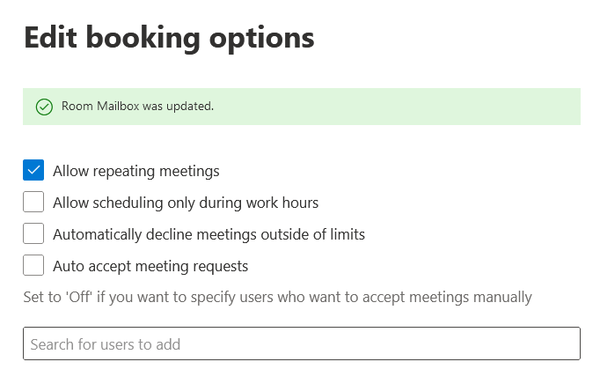 Edit booking options
Room Mailbox was updated.
Allow repeating meetings
Allow scheduling only during work hours
Automatically decline meetings outside of limits
Auto accept meeting requests
Set to 'Off' if you want to specify users who want to accept meetings manually
Search for users to add